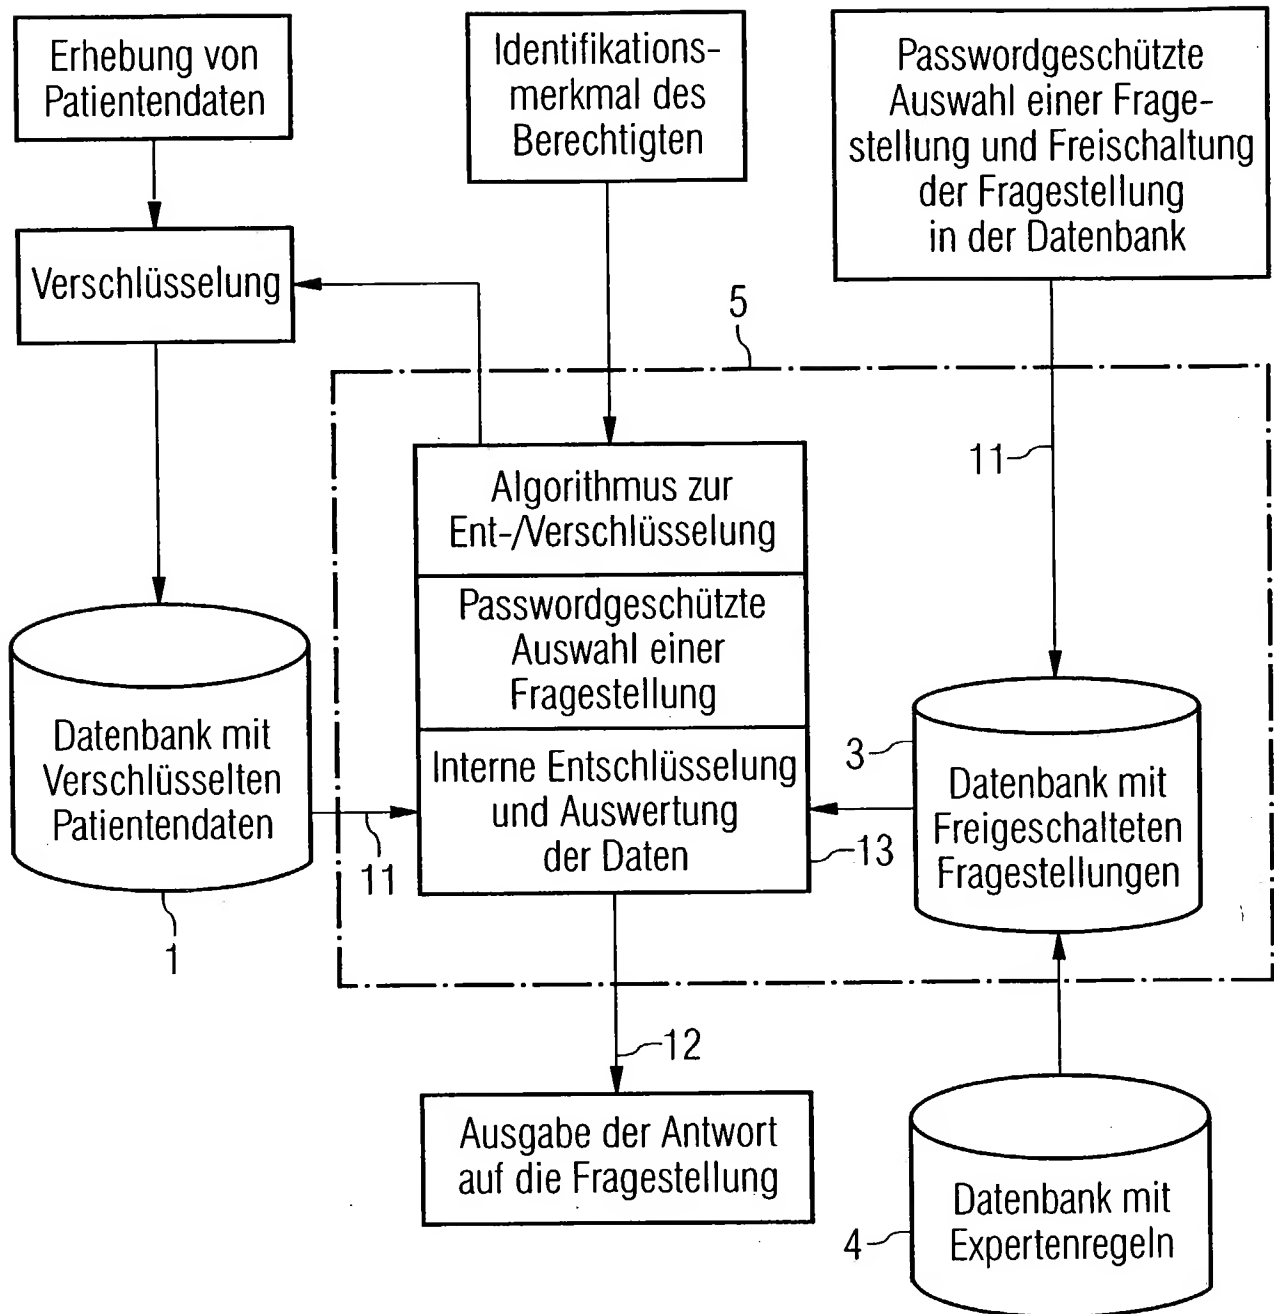 Erhebung von
Patientendaten
Identifikations-
merkmal des
Berechtigten
Passwordgeschützte
Auswahl einer Frage-
stellung und Freischaltung
der Fragestellung
in der Datenbank
Verschlüsselung
5
11
Algorithmus zur
Ent-/Verschlüsselung
Passwordgeschützte
Auswahl einer
Fragestellung
Interne Entschlüsselung
und Auswertung
der Daten
Datenbank mit
Verschlüsselten
Patientendaten
11
1
3
Datenbank mit
Freigeschalteten
Fragestellungen
13
12
Ausgabe der Antwort
auf die Fragestellung
Datenbank mit
Expertenregeln
4